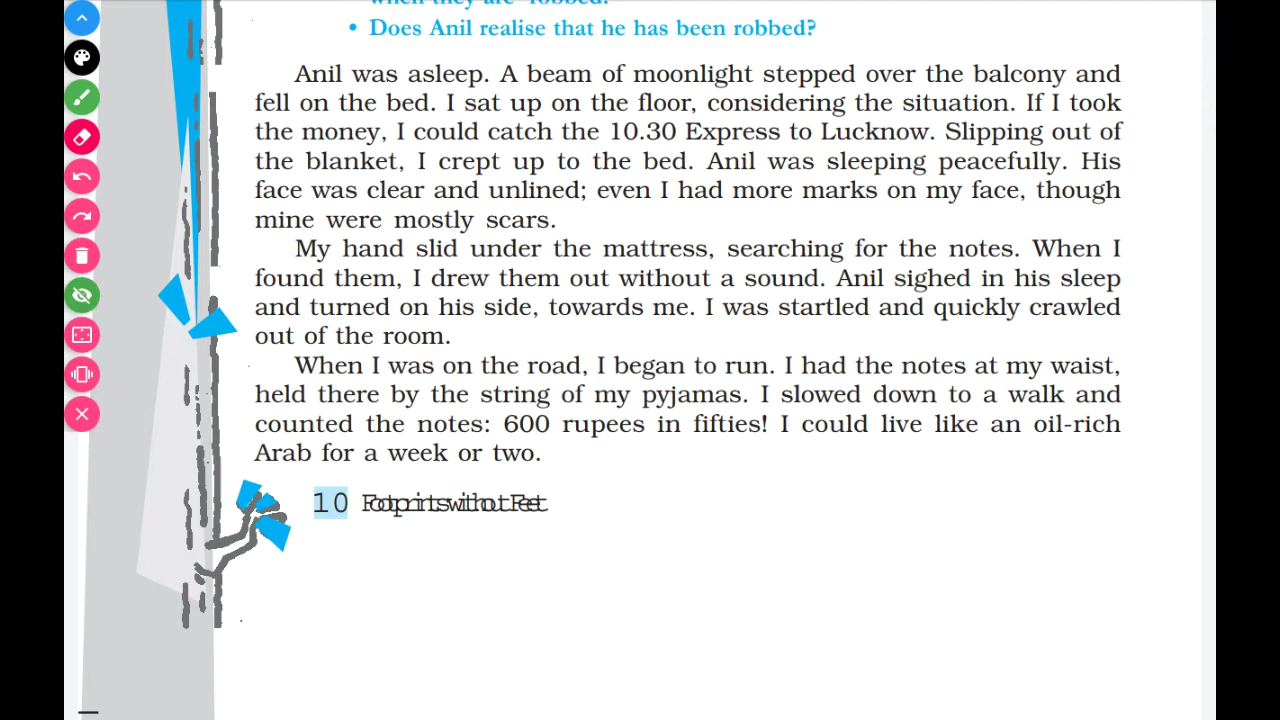 when they are robbed?
• Does Anil realise that he has been robbed?
Anil was asleep. A beam of moonlight stepped over the balcony and
fell on the bed. I sat up on the floor, considering the situation. If I took
the money, I could catch the 10.30 Express to Lucknow. Slipping out of
the blanket, I crept up to the bed. Anil was sleeping peacefully. His
face was clear and unlined; even I had more marks on my face, though
mine were mostly scars.
My hand slid under the mattress, searching for the notes. When I
found them, I drew them out without a sound. Anil sighed in his sleep
and turned on his side, towards me. I was startled and quickly crawled
out of the room.
When I was on the road, I began to run. I had the notes at my waist,
held there by the string of my pyjamas. I slowed down to a walk and
counted the notes: 600 rupees in fifties! I could live like an oil-rich
Arab for a week or two.
10 Footprints without Feet